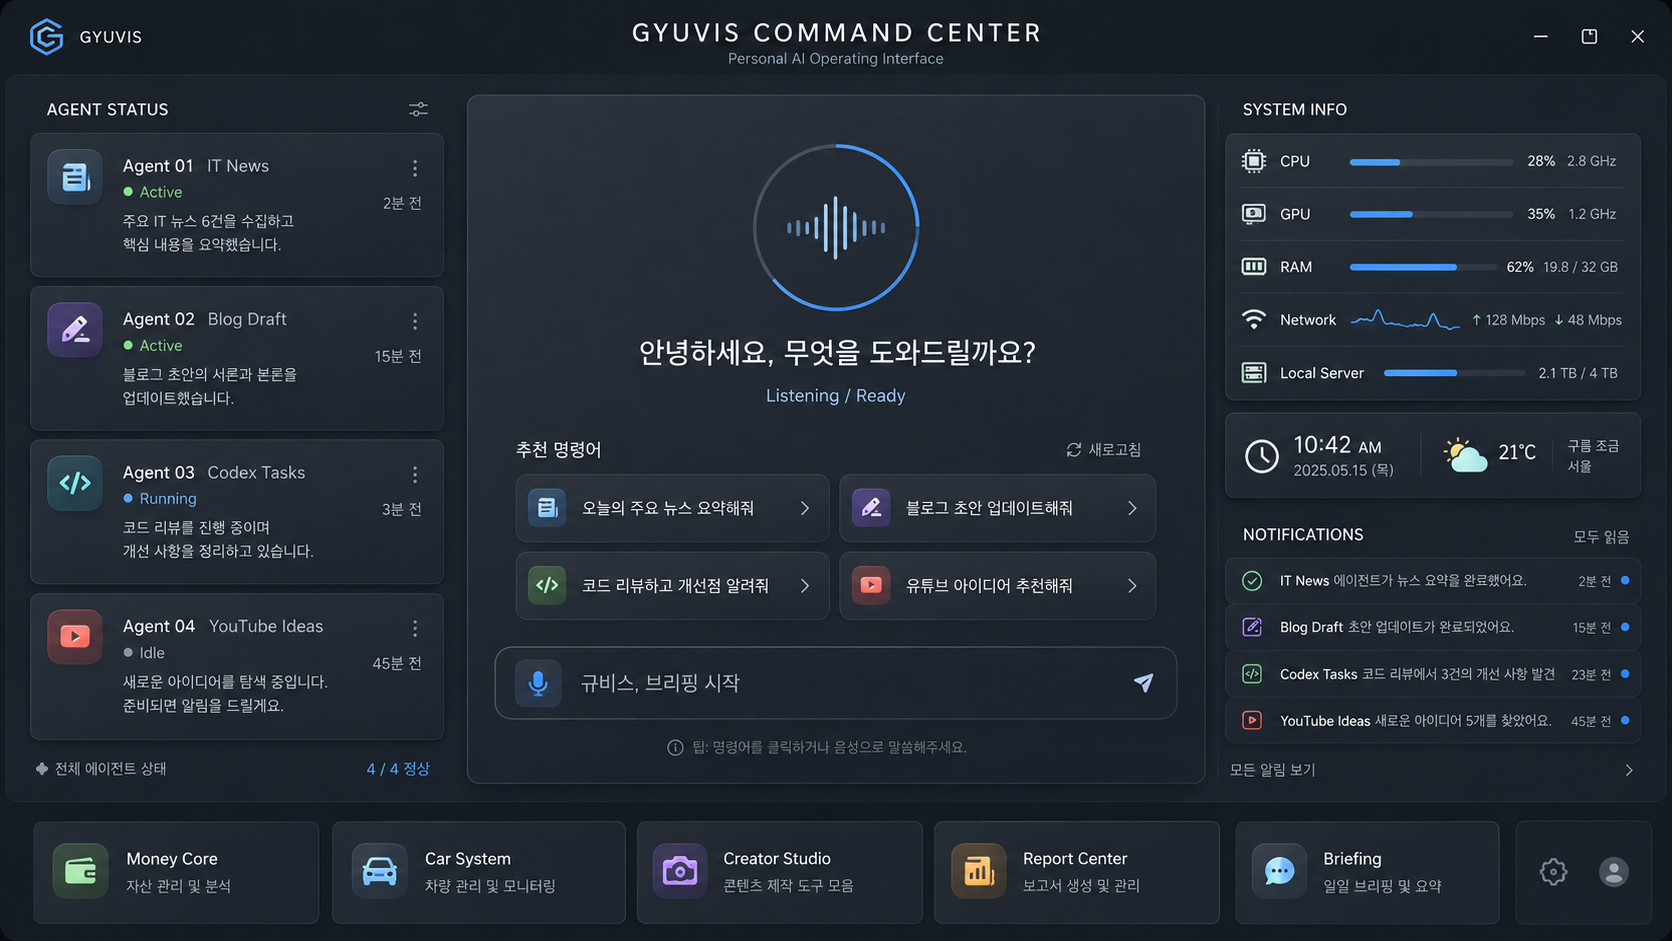 GYUVIS
GYUVIS COMMAND CENTER
Personal AI Operating Interface
AGENT STATUS
Agent 01 IT News
Active
2분 전
주요 IT 뉴스 6건을 수집하고
핵심 내용을 요약했습니다.
Agent 02 Blog Draft
Active
15분 전
블로그 초안의 서론과 본론을
업데이트했습니다.
Agent 03 Codex Tasks
Running
3분 전
코드 리뷰를 진행 중이며
개선 사항을 정리하고 있습니다.
Agent 04 YouTube Ideas
Idle
45분 전
새로운 아이디어를 탐색 중입니다.
준비되면 알림을 드릴게요.
전체 에이전트 상태
4 / 4 정상
안녕하세요, 무엇을 도와드릴까요?
Listening / Ready
추천 명령어
새로고침
오늘의 주요 뉴스 요약해줘
블로그 초안 업데이트해줘
코드 리뷰하고 개선점 알려줘
유튜브 아이디어 추천해줘
규비스, 브리핑 시작
팁: 명령어를 클릭하거나 음성으로 말씀해주세요.
SYSTEM INFO
CPU 28% 2.8 GHz
GPU 35% 1.2 GHz
RAM 62% 19.8 / 32 GB
Network ↑ 128 Mbps ↓ 48 Mbps
Local Server 2.1 TB / 4 TB
10:42 AM
2025.05.15 (목)
21°C
구름 조금
서울
NOTIFICATIONS
모두 읽음
IT News 에이전트가 뉴스 요약을 완료했어요. 2분 전
Blog Draft 초안 업데이트가 완료되었어요. 15분 전
Codex Tasks 코드 리뷰에서 3건의 개선 사항 발견 23분 전
YouTube Ideas 새로운 아이디어 5개를 찾았어요. 45분 전
모든 알림 보기
Money Core
자산 관리 및 분석
Car System
차량 관리 및 모니터링
Creator Studio
콘텐츠 제작 도구 모음
Report Center
보고서 생성 및 관리
Briefing
일일 브리핑 및 요약